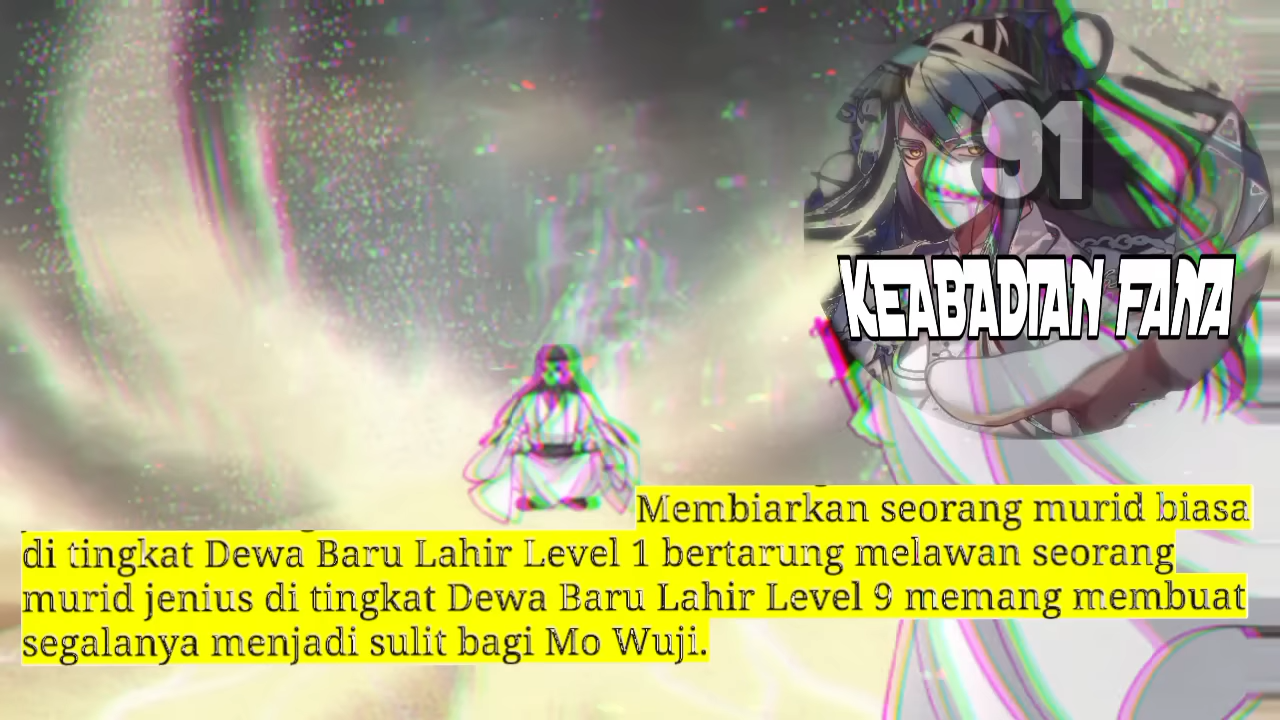 91
KEABADIAN FANA
Membiarkan seorang murid biasa
di tingkat Dewa Baru Lahir Level 1 bertarung melawan seorang
murid jenius di tingkat Dewa Baru Lahir Level 9 memang membuat
segalanya menjadi sulit bagi Mo Wuji.